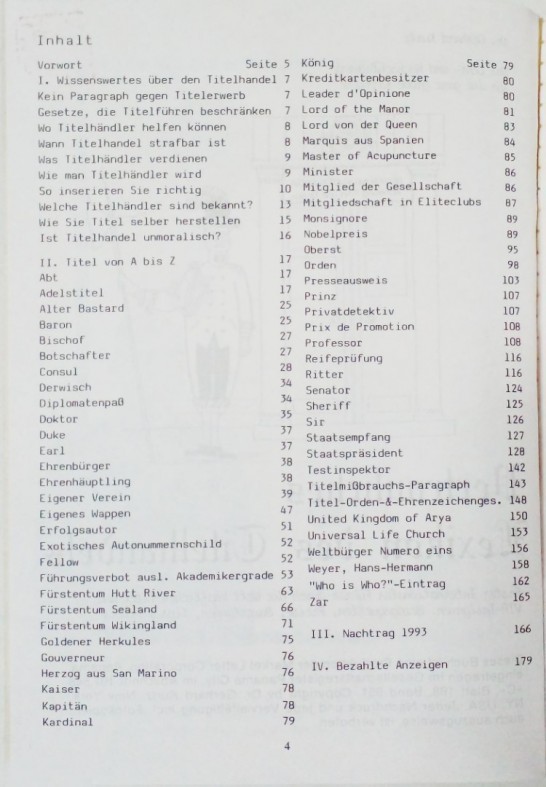 Inhalt
Vorwort Seite 5
I. Wissenswertes über den Titelhandel 7
Kein Paragraph gegen Titelerwerb 7
Gesetze, die Titelführen beschränken 7
Wo Titelhändler helfen können 8
Wann Titelhandel strafbar ist 8
Was Titelhändler verdienen 9
Wie man Titelhändler wird 9
So inserieren Sie richtig 10
Welche Titelhändler sind bekannt? 13
Wie Sie Titel selber herstellen 15
Ist Titelhandel unmoralisch? 16
II. Titel von A bis Z 17
Abt 17
Adelstitel 17
Alter Bastard 25
Baron 25
Bischof 27
Botschafter 27
Consul 28
Derwisch 34
Diplomatenpaß 34
Doktor 35
Duke 37
Earl 37
Ehrenbürger 38
Ehrenhäuptling 38
Eigener Verein 39
Eigenes Wappen 47
Erfolgsautor 51
Exotisches Autonummernschild 52
Fellow 52
Führungsverbot ausl. Akademikergrade 53
Fürstentum Hutt River 63
Fürstentum Sealand 66
Fürstentum Wikingland 71
Goldener Herkules 75
Gouverneur 76
Herzog aus San Marino 76
Kaiser 78
Kapitän 78
Kardinal 79
König Seite 79
Kreditkartenbesitzer 80
Leader d'Opinione 80
Lord of the Manor 81
Lord von der Queen 83
Marquis aus Spanien 84
Master of Acupuncture 85
Minister 86
Mitglied der Gesellschaft 86
Mitgliedschaft in Eliteclubs 87
Monsignore 89
Nobelpreis 89
Oberst 95
Orden 98
Presseausweis 103
Prinz 107
Privatdetektiv 107
Prix de Promotion 108
Professor 108
Reifeprüfung 116
Ritter 116
Senator 124
Sheriff 125
Sir 126
Staatsempfang 127
Staatspräsident 128
Testinspektor 142
Titelmißbrauchs-Paragraph 143
Titel-Orden-&-Ehrenzeichenges. 148
United Kingdom of Arya 150
Universal Life Church 153
Weltbürger Numero eins 156
Weyer, Hans-Hermann 158
"Who is Who?"-Eintrag 162
Zar 165
III. Nachtrag 1993 166
IV. Bezahlte Anzeigen 179
4